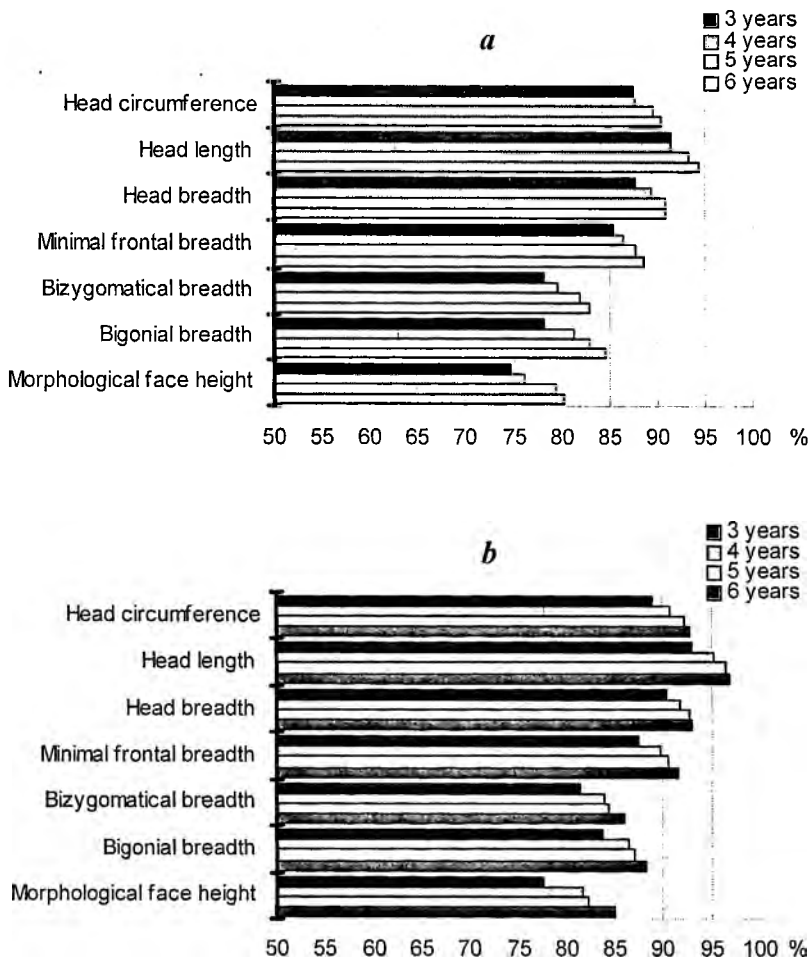 a
3 years
4 years
5 years
6 years
Head circumference
Head length
Head breadth
Minimal frontal breadth
Bizygomatical breadth
Bigonial breadth
Morphological face height
50 55 60 65 70 75 80 85 90 95 100 %
b
3 years
4 years
5 years
6 years
Head circumference
Head length
Head breadth
Minimal frontal breadth
Bizygomatical breadth
Bigonial breadth
Morphological face height
50 55 60 65 70 75 80 85 90 95 100 %